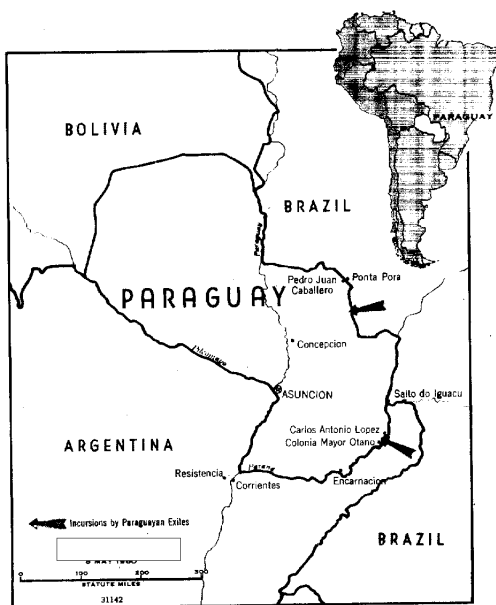 PARAGUAY
BOLIVIA
BRAZIL
Paraguay
Pedro Juan Caballero
Ponta Pora
PARAGUAY
Concepcion
Pilcomayo
ASUNCION
Salto do Iguacu
Carlos Antonio Lopez
Colonia Mayor Otano
ARGENTINA
Parana
Resistencia
Corrientes
Encarnacion
Incursions by Paraguayan Exiles
BRAZIL
MAY
100
200
300
STATUTE MILES
31142